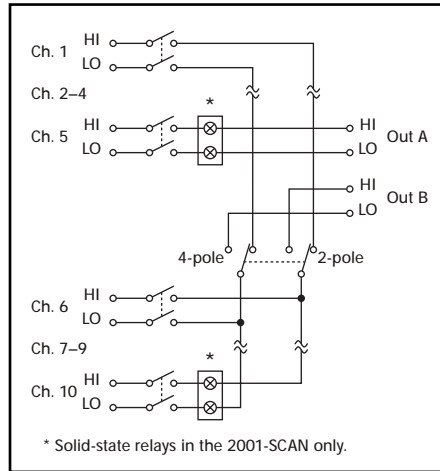 Ch. 1 HI
LO
Ch. 2–4
*
Ch. 5 HI
LO
HI Out A
LO
HI Out B
LO
4-pole 2-pole
Ch. 6 HI
LO
Ch. 7–9
*
Ch. 10 HI
LO
* Solid-state relays in the 2001-SCAN only.